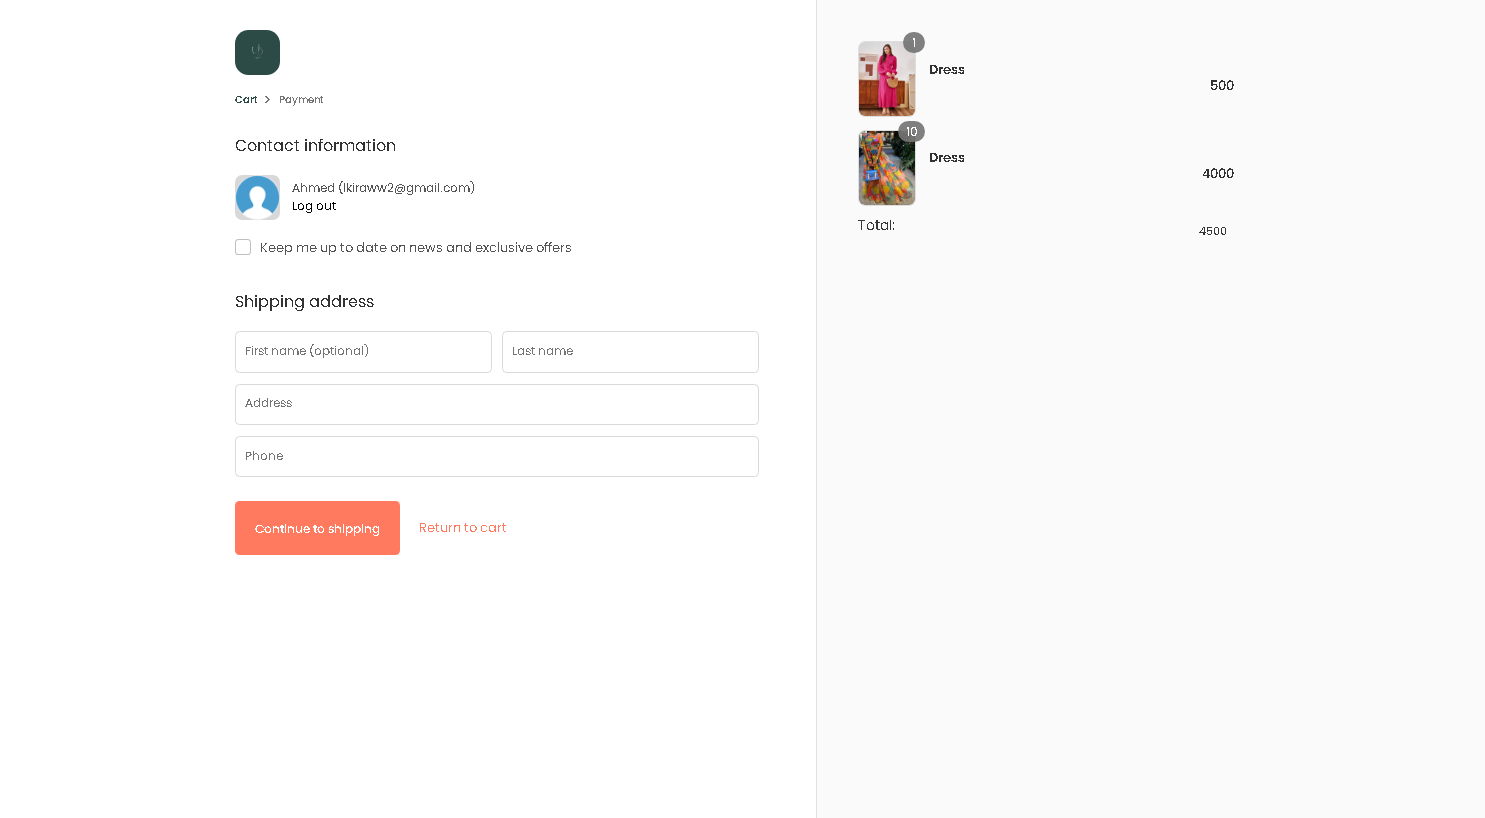 Cart > Payment
Contact information
Ahmed (lkiraww2@gmail.com)
Log out
Keep me up to date on news and exclusive offers
Shipping address
First name (optional)
Last name
Address
Phone
Continue to shipping
Return to cart
1
Dress
500
10
Dress
4000
Total:
4500